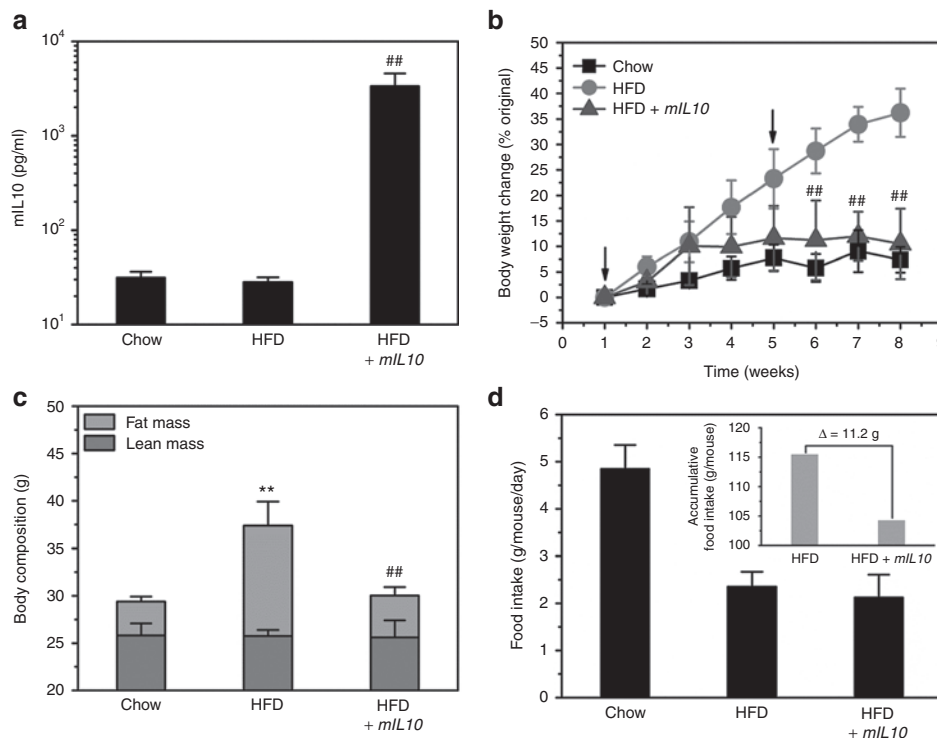 a
mIL10 (pg/ml)
10⁴
10³
10²
10¹
##
Chow
HFD
HFD
+ mIL10
b
Body weight change (% original)
50
45
40
35
30
25
20
15
10
5
0
−5
Chow
HFD
HFD + mIL10
##
##
##
0 1 2 3 4 5 6 7 8 9
Time (weeks)
c
Body composition (g)
50
45
40
35
30
25
20
Fat mass
Lean mass
**
##
Chow
HFD
HFD
+ mIL10
d
Food intake (g/mouse/day)
6
5
4
3
2
1
0
Chow
HFD
HFD
+ mIL10
Accumulative
food intake (g/mouse)
120
115
110
105
100
Δ = 11.2 g
HFD
HFD + mIL10